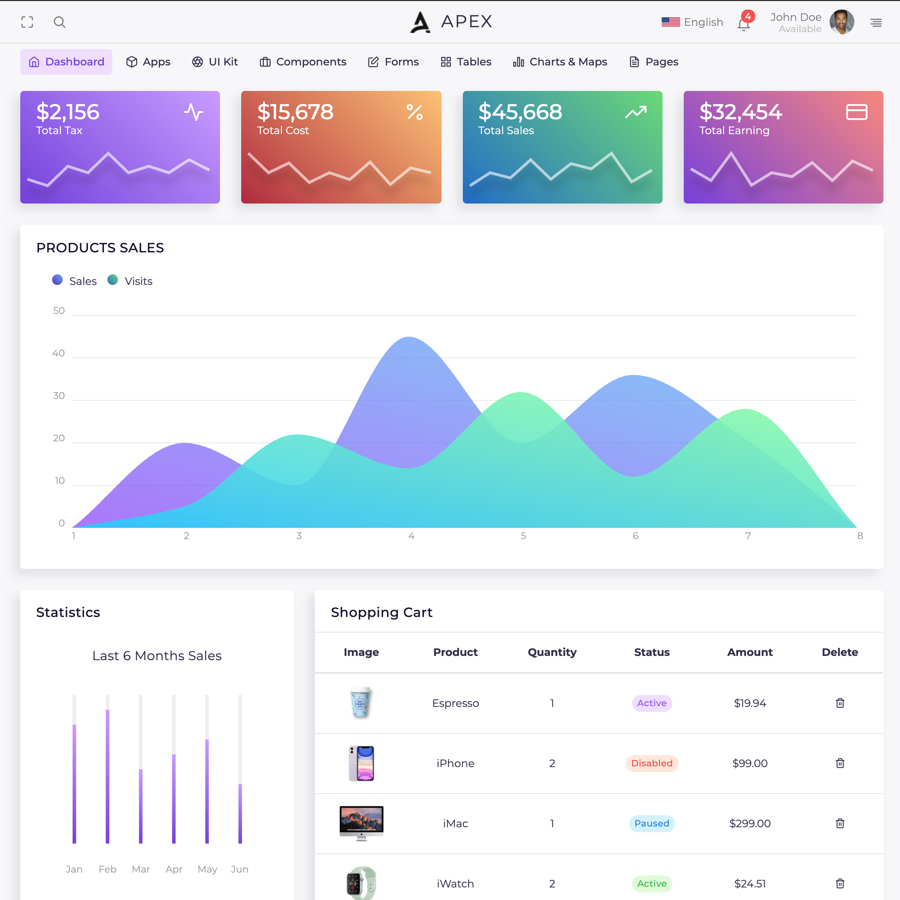 APEX
English
4
John Doe
Available
Dashboard
Apps
UI Kit
Components
Forms
Tables
Charts & Maps
Pages
$2,156
Total Tax
$15,678
Total Cost
$45,668
Total Sales
$32,454
Total Earning
PRODUCTS SALES
Sales Visits
50
40
30
20
10
0
1 2 3 4 5 6 7 8
Statistics
Last 6 Months Sales
Jan Feb Mar Apr May Jun
Shopping Cart
Image Product Quantity Status Amount Delete
Espresso 1 Active $19.94
iPhone 2 Disabled $99.00
iMac 1 Paused $299.00
iWatch 2 Active $24.51